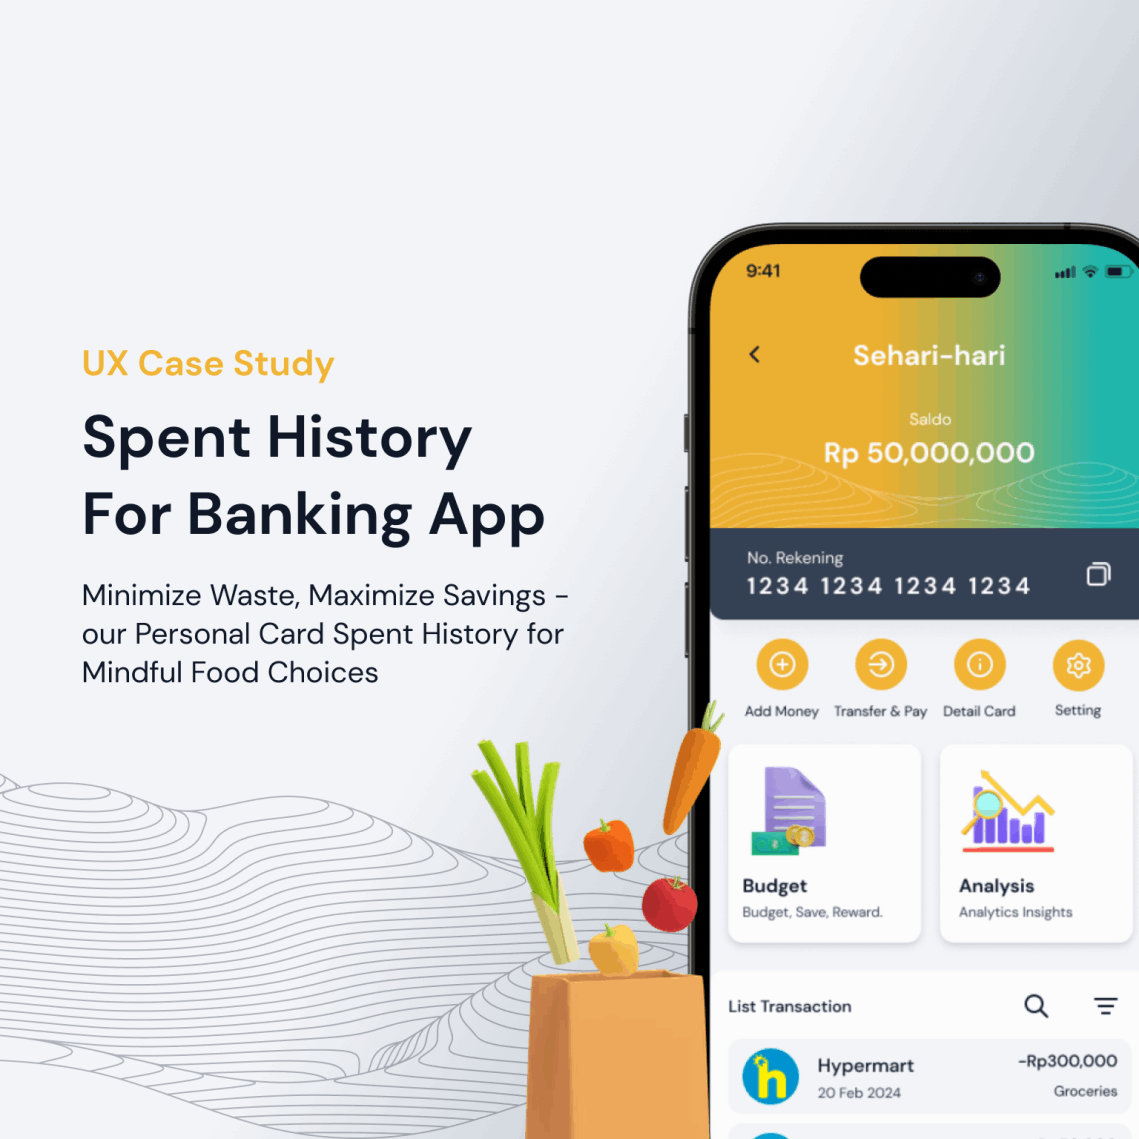 UX Case Study
Spent History
For Banking App
Minimize Waste, Maximize Savings -
our Personal Card Spent History for
Mindful Food Choices
9:41
Sehari-hari
Saldo
Rp 50,000,000
No. Rekening
1234 1234 1234 1234
Add Money
Transfer & Pay
Detail Card
Setting
Budget
Budget, Save, Reward.
Analysis
Analytics Insights
List Transaction
h
Hypermart
-Rp300,000
20 Feb 2024
Groceries